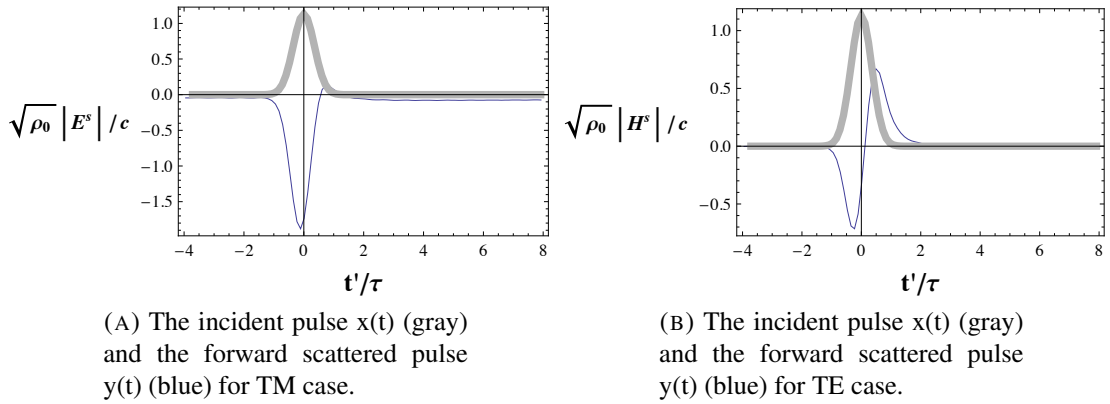 1.0
0.5
0.0
−0.5
−1.0
−1.5
√ρ₀ |Eˢ| / c
−4 −2 0 2 4 6 8
t'/τ
(A) The incident pulse x(t) (gray)
and the forward scattered pulse
y(t) (blue) for TM case.
1.0
0.5
0.0
−0.5
√ρ₀ |Hˢ| / c
−4 −2 0 2 4 6 8
t'/τ
(B) The incident pulse x(t) (gray)
and the forward scattered pulse
y(t) (blue) for TE case.